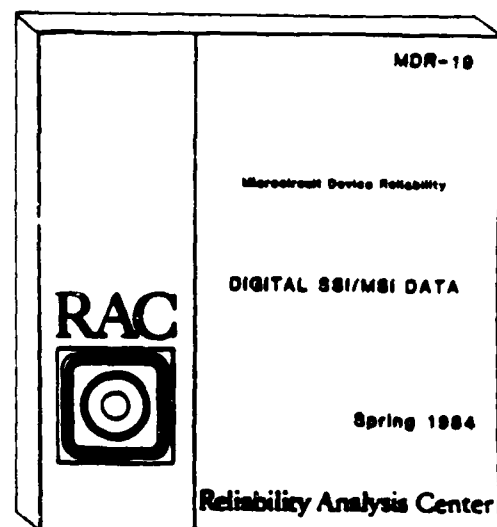 MDR-19
Microcircuit Device Reliability
DIGITAL SSI/MSI DATA
RAC
Spring 1984
Reliability Analysis Center